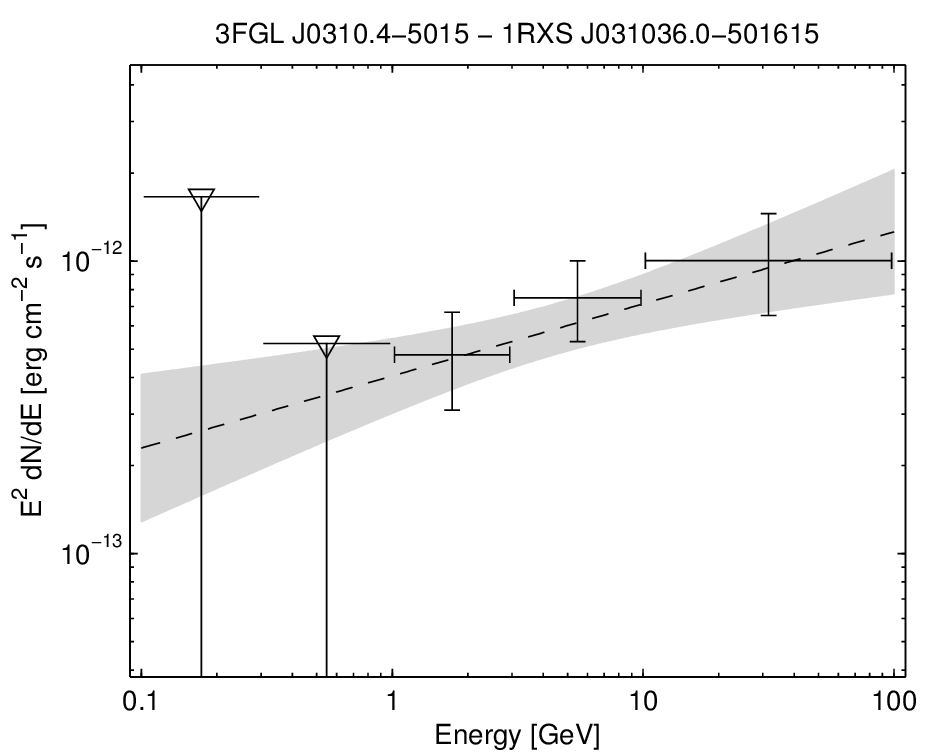 3FGL J0310.4−5015 − 1RXS J031036.0−501615
E² dN/dE [erg cm⁻² s⁻¹]
10⁻¹²
10⁻¹³
0.1 1 10 100
Energy [GeV]